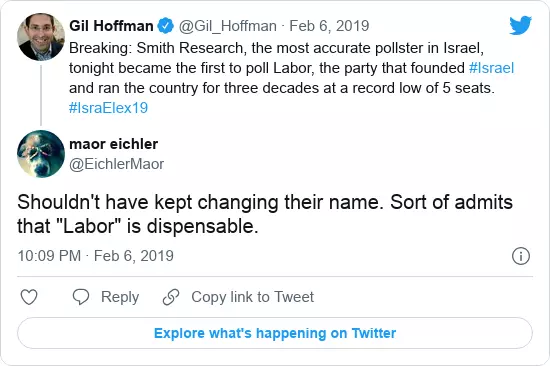 Gil Hoffman @Gil_Hoffman · Feb 6, 2019
Breaking: Smith Research, the most accurate pollster in Israel,
tonight became the first to poll Labor, the party that founded #Israel
and ran the country for three decades at a record low of 5 seats.
#IsraElex19
maor eichler
@EichlerMaor
Shouldn't have kept changing their name. Sort of admits
that "Labor" is dispensable.
10:09 PM · Feb 6, 2019
Reply Copy link to Tweet
Explore what's happening on Twitter